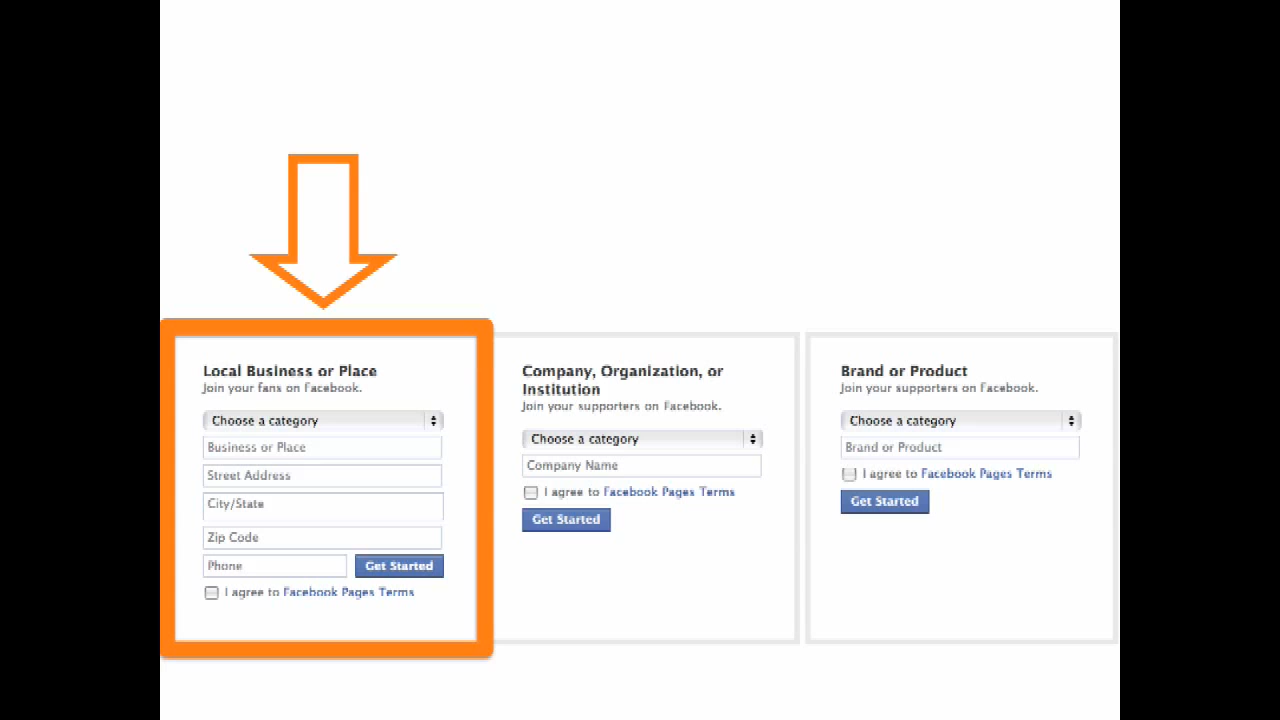 Local Business or Place
Join your fans on Facebook.
Choose a category
Business or Place
Street Address
City/State
Zip Code
Phone
Get Started
I agree to Facebook Pages Terms
Company, Organization, or
Institution
Join your supporters on Facebook.
Choose a category
Company Name
I agree to Facebook Pages Terms
Get Started
Brand or Product
Join your supporters on Facebook.
Choose a category
Brand or Product
I agree to Facebook Pages Terms
Get Started